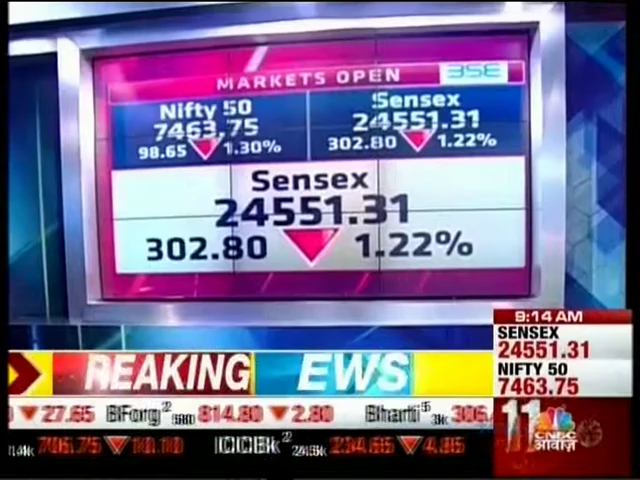 MARKETS OPEN BSE
Nifty 50
7463.75
98.65 1.30%
Sensex
24551.31
302.80 1.22%
Sensex
24551.31
302.80 1.22%
9:14 AM
SENSEX
24551.31
NIFTY 50
7463.75
REAKING EWS
27.65 BForg 814.80 2.80 Bharti
234.65 4.85
11 CNBC
आवाज़